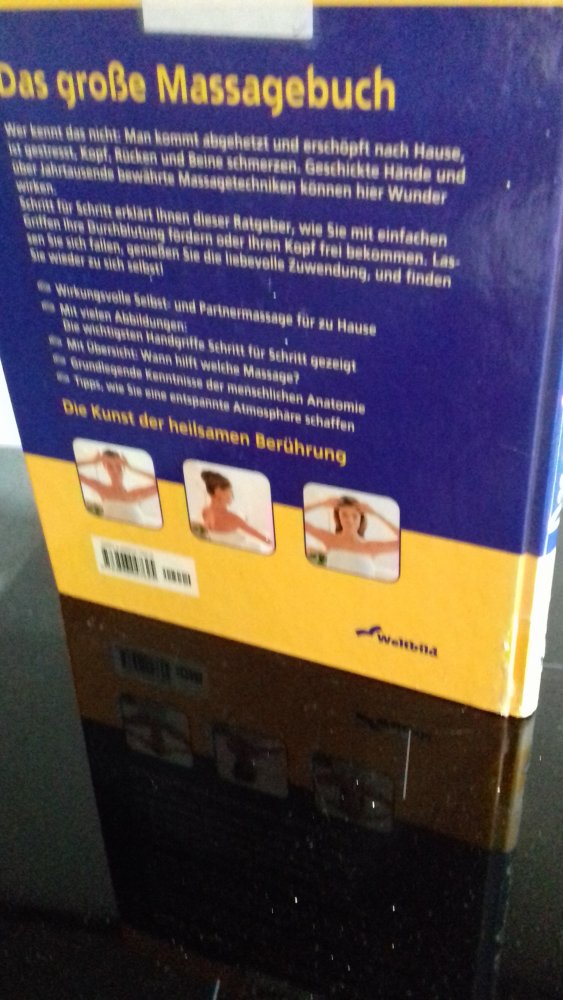 Das große Massagebuch
Wer kennt das nicht: Man kommt abgehetzt und erschöpft nach Hause,
ist gestresst, Kopf, Rücken und Beine schmerzen. Geschickte Hände und
über Jahrtausende bewährte Massagetechniken können hier Wunder
wirken.
Schritt für Schritt erklärt Ihnen dieser Ratgeber, wie Sie mit einfachen
Griffen Ihre Durchblutung fördern oder Ihren Kopf frei bekommen. Las-
sen Sie sich fallen, genießen Sie die liebevolle Zuwendung, und finden
Sie wieder zu sich selbst!
Wirkungsvolle Selbst- und Partnermassage für zu Hause
Mit vielen Abbildungen:
Die wichtigsten Handgriffe Schritt für Schritt gezeigt
Mit Übersicht: Wann hilft welche Massage?
Grundlegende Kenntnisse der menschlichen Anatomie
Tipps, wie Sie eine entspannte Atmosphäre schaffen
Die Kunst der heilsamen Berührung
Weltbild